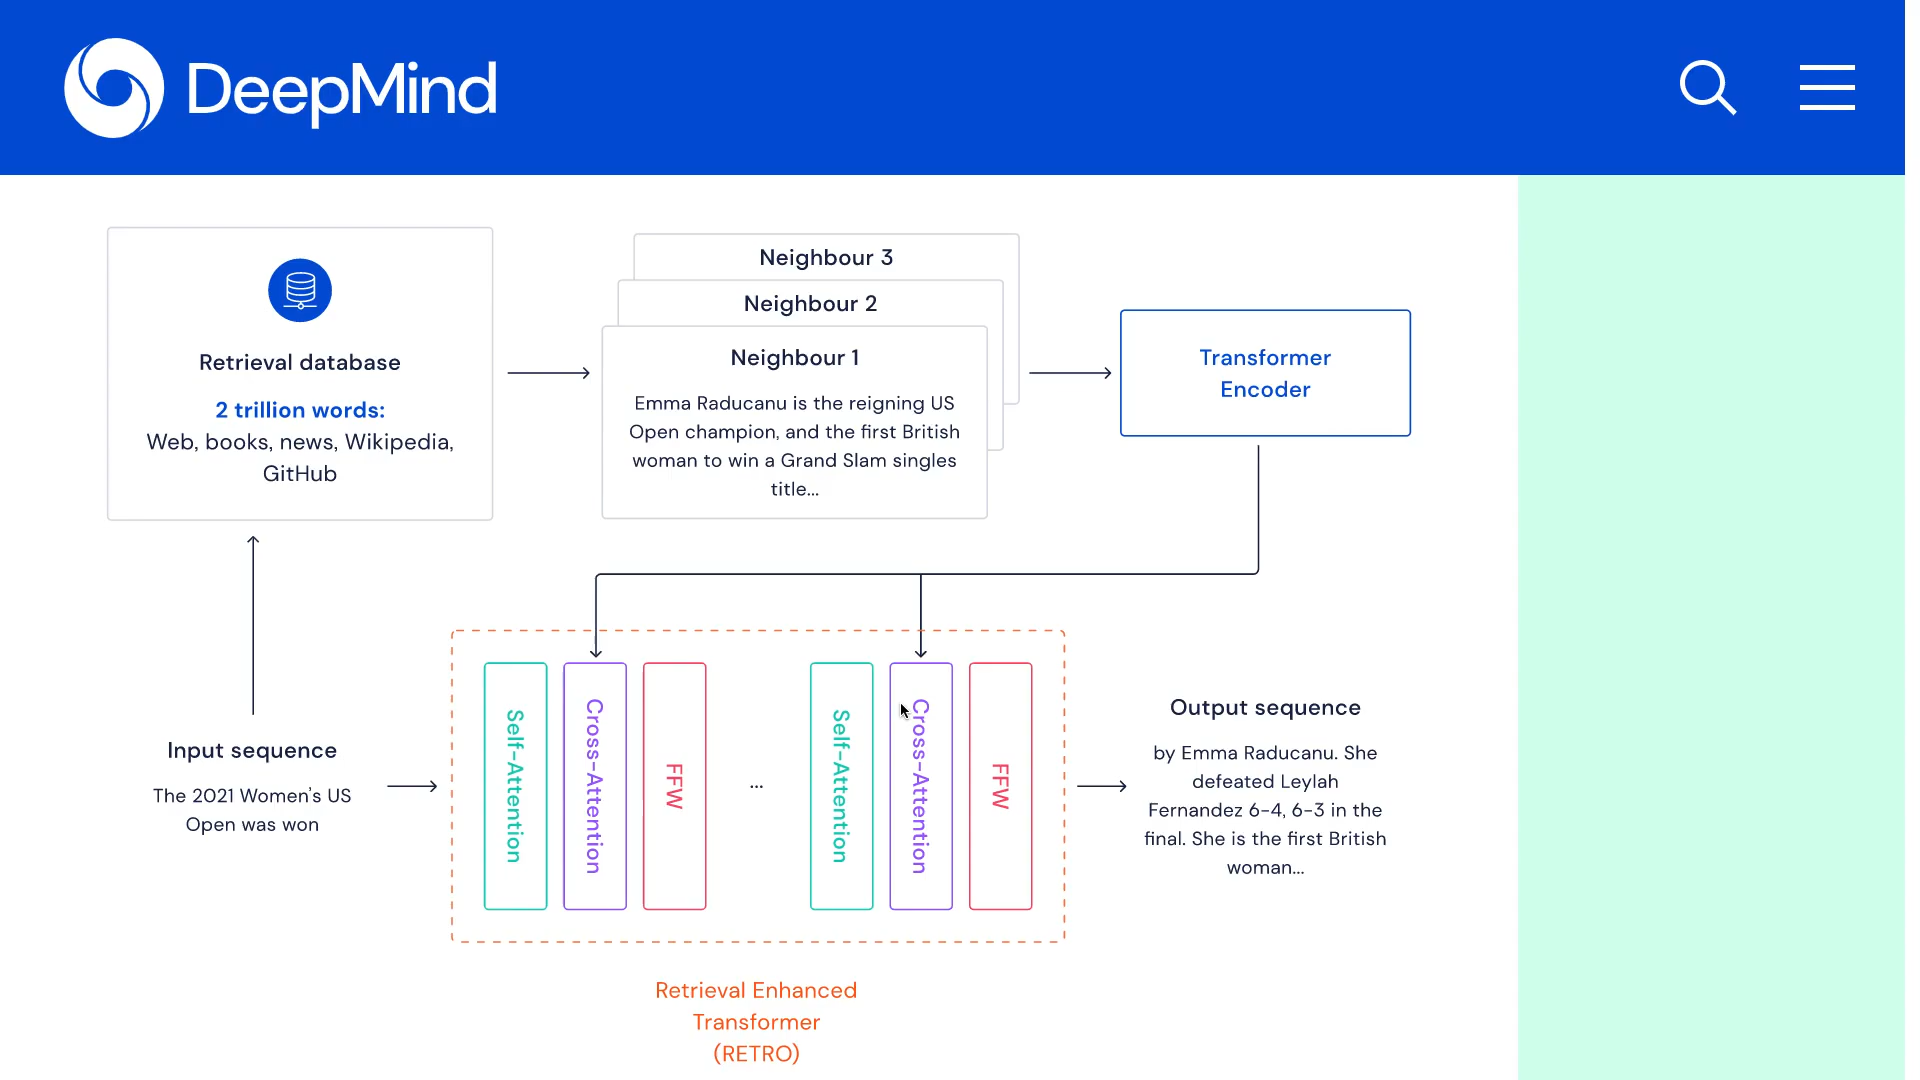 DeepMind
Retrieval database
2 trillion words:
Web, books, news, Wikipedia,
GitHub
Neighbour 3
Neighbour 2
Neighbour 1
Emma Raducanu is the reigning US
Open champion, and the first British
woman to win a Grand Slam singles
title...
Transformer
Encoder
Input sequence
The 2021 Women’s US
Open was won
Self-Attention
Cross-Attention
FFW
...
Self-Attention
Cross-Attention
FFW
Output sequence
by Emma Raducanu. She
defeated Leylah
Fernandez 6-4, 6-3 in the
final. She is the first British
woman...
Retrieval Enhanced
Transformer
(RETRO)